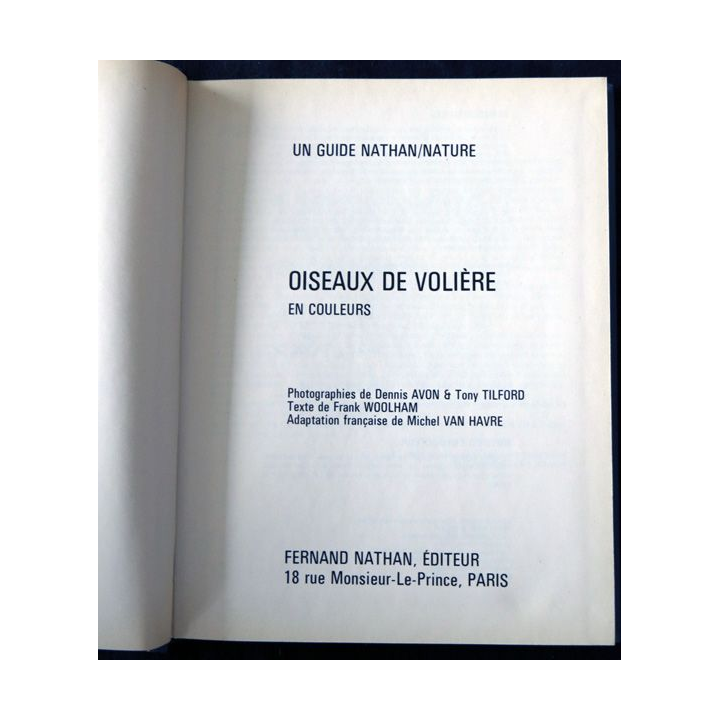 UN GUIDE NATHAN/NATURE
OISEAUX DE VOLIÈRE
EN COULEURS
Photographies de Dennis AVON & Tony TILFORD
Texte de Frank WOOLHAM
Adaptation française de Michel VAN HAVRE
FERNAND NATHAN, ÉDITEUR
18 rue Monsieur-Le-Prince, PARIS